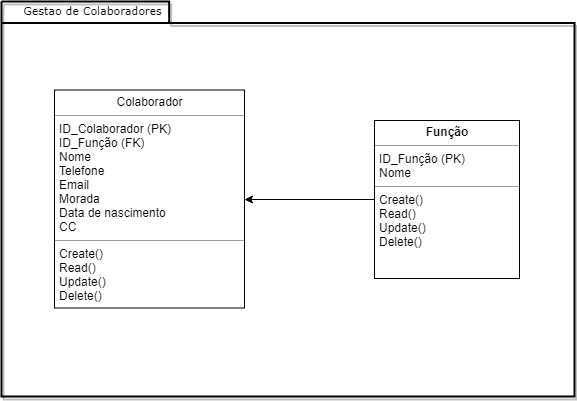 Gestao de Colaboradores
Colaborador
ID_Colaborador (PK)
ID_Função (FK)
Nome
Telefone
Email
Morada
Data de nascimento
CC
Create()
Read()
Update()
Delete()
Função
ID_Função (PK)
Nome
Create()
Read()
Update()
Delete()